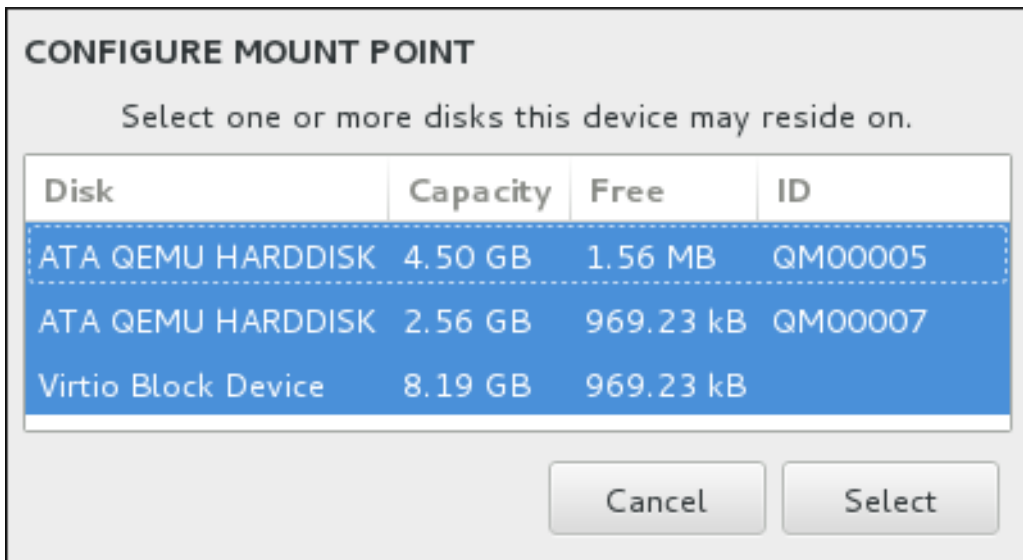 CONFIGURE MOUNT POINT
Select one or more disks this device may reside on.
Disk Capacity Free ID
ATA QEMU HARDDISK 4.50 GB 1.56 MB QM00005
ATA QEMU HARDDISK 2.56 GB 969.23 kB QM00007
Virtio Block Device 8.19 GB 969.23 kB
Cancel Select